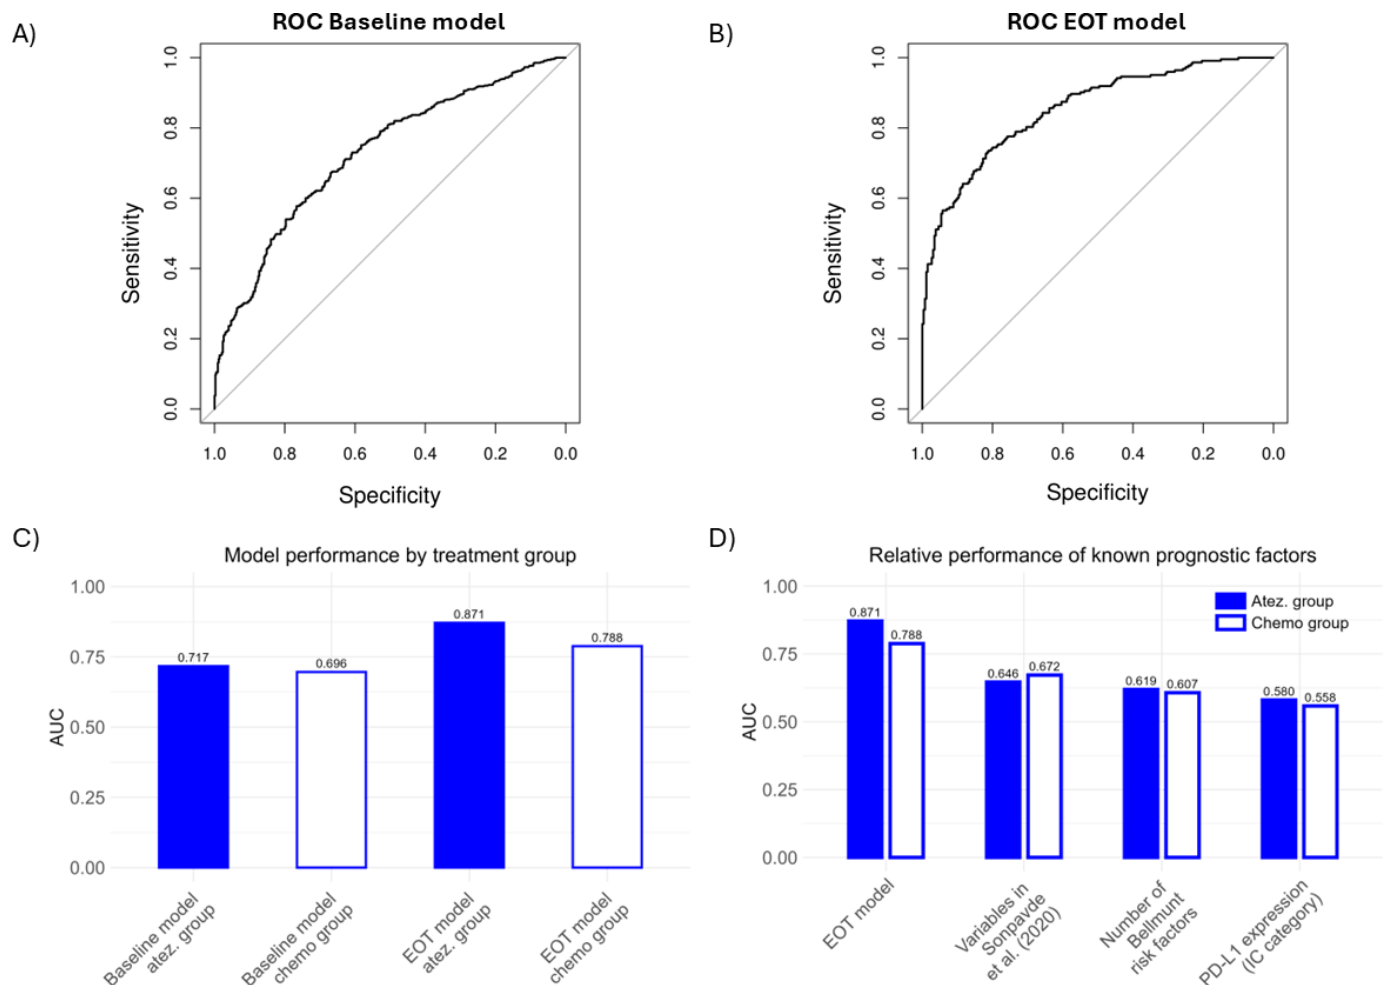 A)
ROC Baseline model
Sensitivity
1.0
0.8
0.6
0.4
0.2
0.0
1.0
0.8
0.6
0.4
0.2
0.0
Specificity
B)
ROC EOT model
Sensitivity
1.0
0.8
0.6
0.4
0.2
0.0
1.0
0.8
0.6
0.4
0.2
0.0
Specificity
C)
Model performance by treatment group
AUC
1.00
0.75
0.50
0.25
0.00
0.717
0.696
0.871
0.788
Baseline model
atez. group
Baseline model
chemo group
EOT model
atez. group
EOT model
chemo group
D)
Relative performance of known prognostic factors
Atez. group
Chemo group
AUC
1.00
0.75
0.50
0.25
0.00
0.871
0.788
0.646
0.672
0.619
0.607
0.580
0.558
EOT model
Variables in
Sonpavde
et al. (2020)
Number of
Bellmunt
risk factors
PD-L1 expression
(IC category)